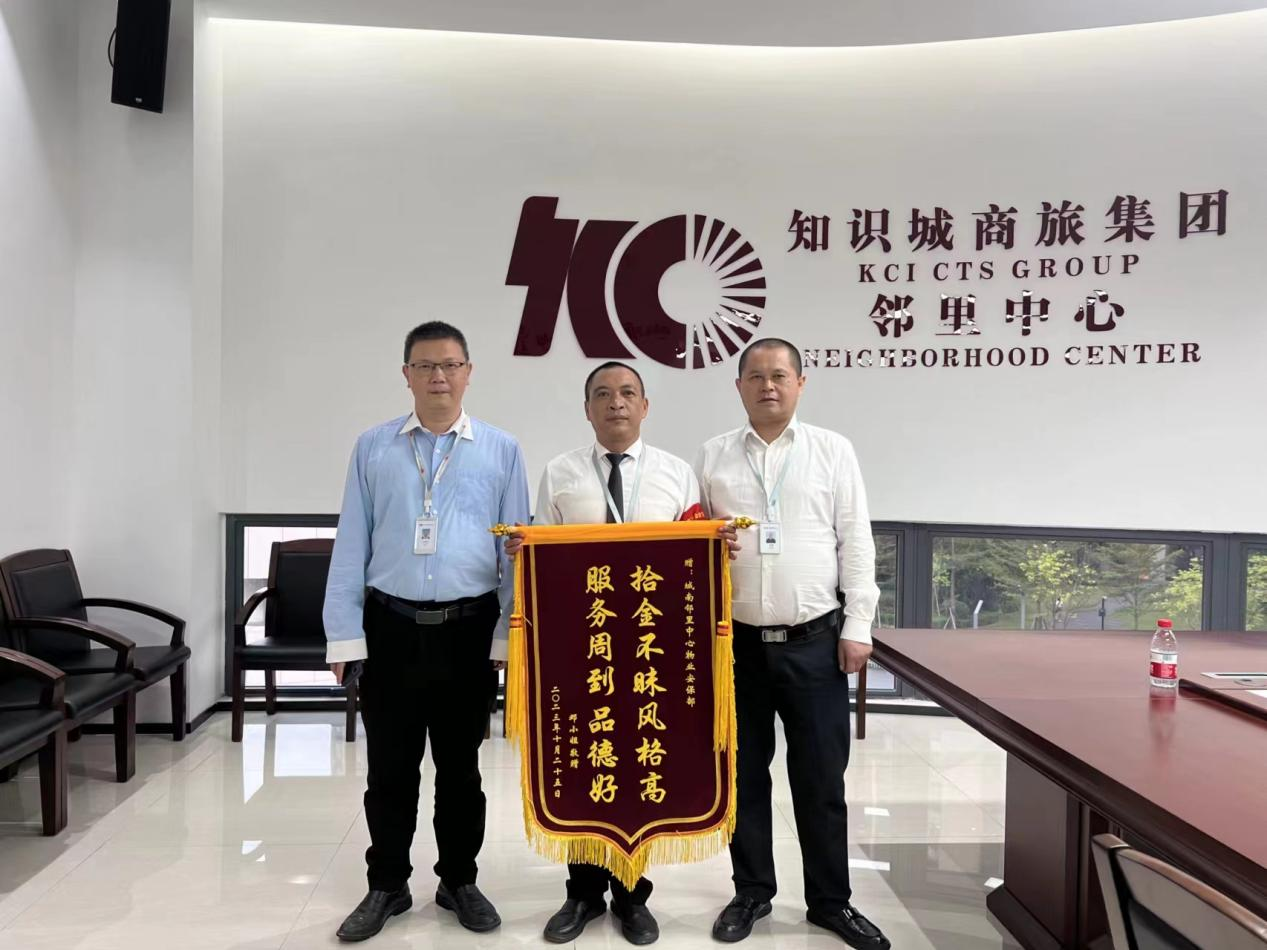 知识城商旅集团
KCI CTS GROUP
邻里中心
NEIGHBORHOOD CENTER
赠：城南邻里中心物业安保部
拾金不昧风格高
服务周到品德好
邓小姐敬赠
二〇二三年十月二十五日